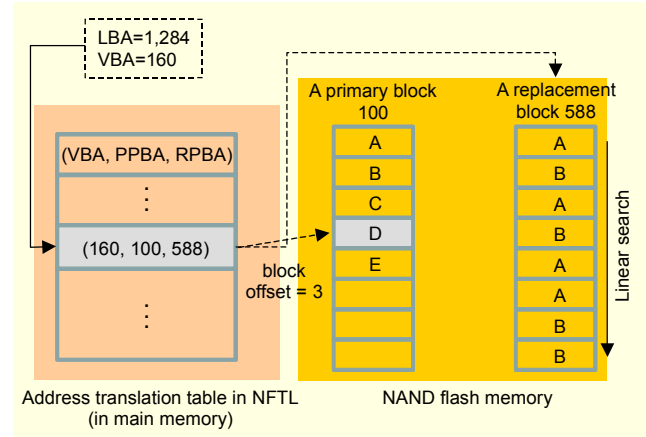 LBA=1,284
VBA=160
A primary block
100
A replacement
block 588
(VBA, PPBA, RPBA)
(160, 100, 588)
block
offset = 3
A
B
C
D
E
A
B
A
B
A
A
B
B
Linear search
Address translation table in NFTL
(in main memory)
NAND flash memory